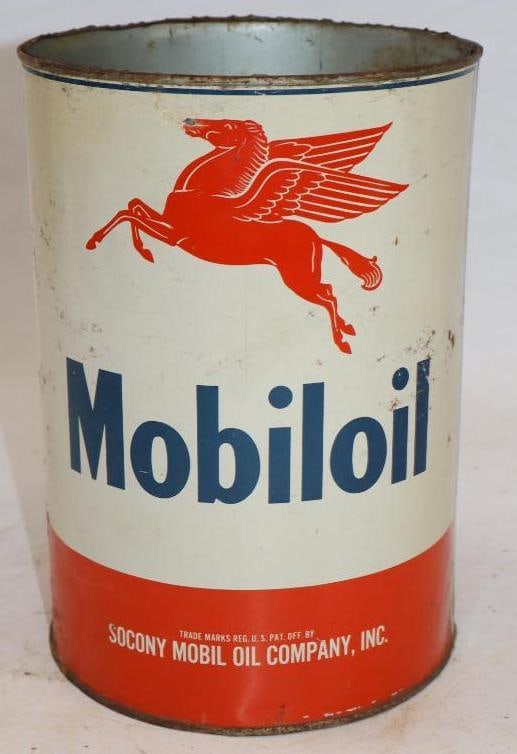 Mobiloil
TRADE MARKS REG. U. S. PAT. OFF. BY
SOCONY MOBIL OIL COMPANY, INC.